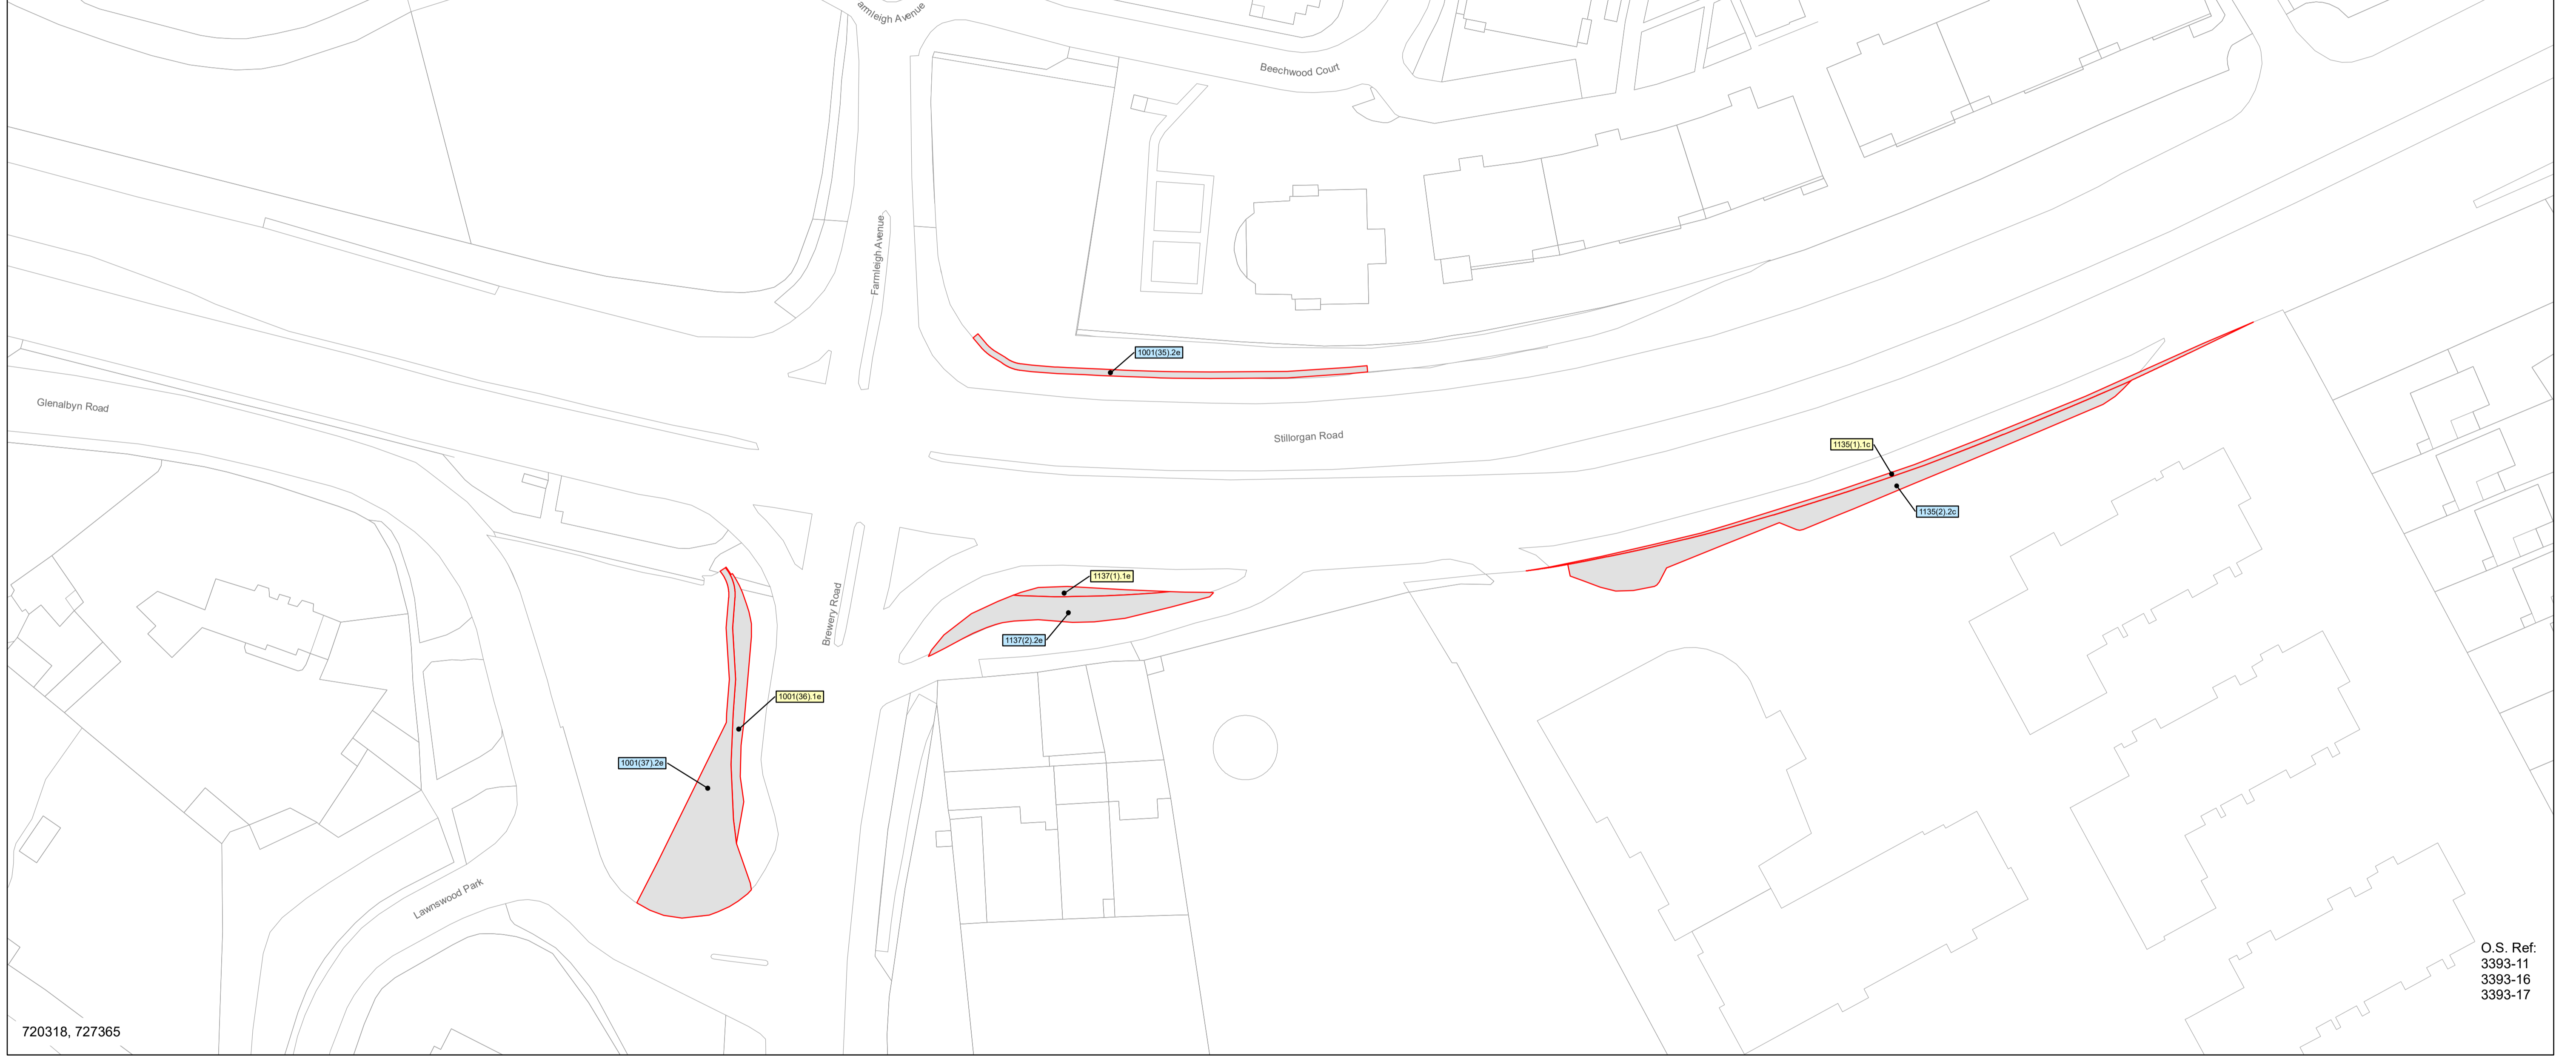 armleigh Avenue
Beechwood Court
Farmleigh Avenue
1001(35).2e
Glenalbyn Road
Stillorgan Road
1135(1).1c
1135(2).2c
1137(1).1e
Brewery Road
1137(2).2e
1001(36).1e
1001(37).2e
Lawnswood Park
O.S. Ref:
3393-11
3393-16
3393-17
720318, 727365